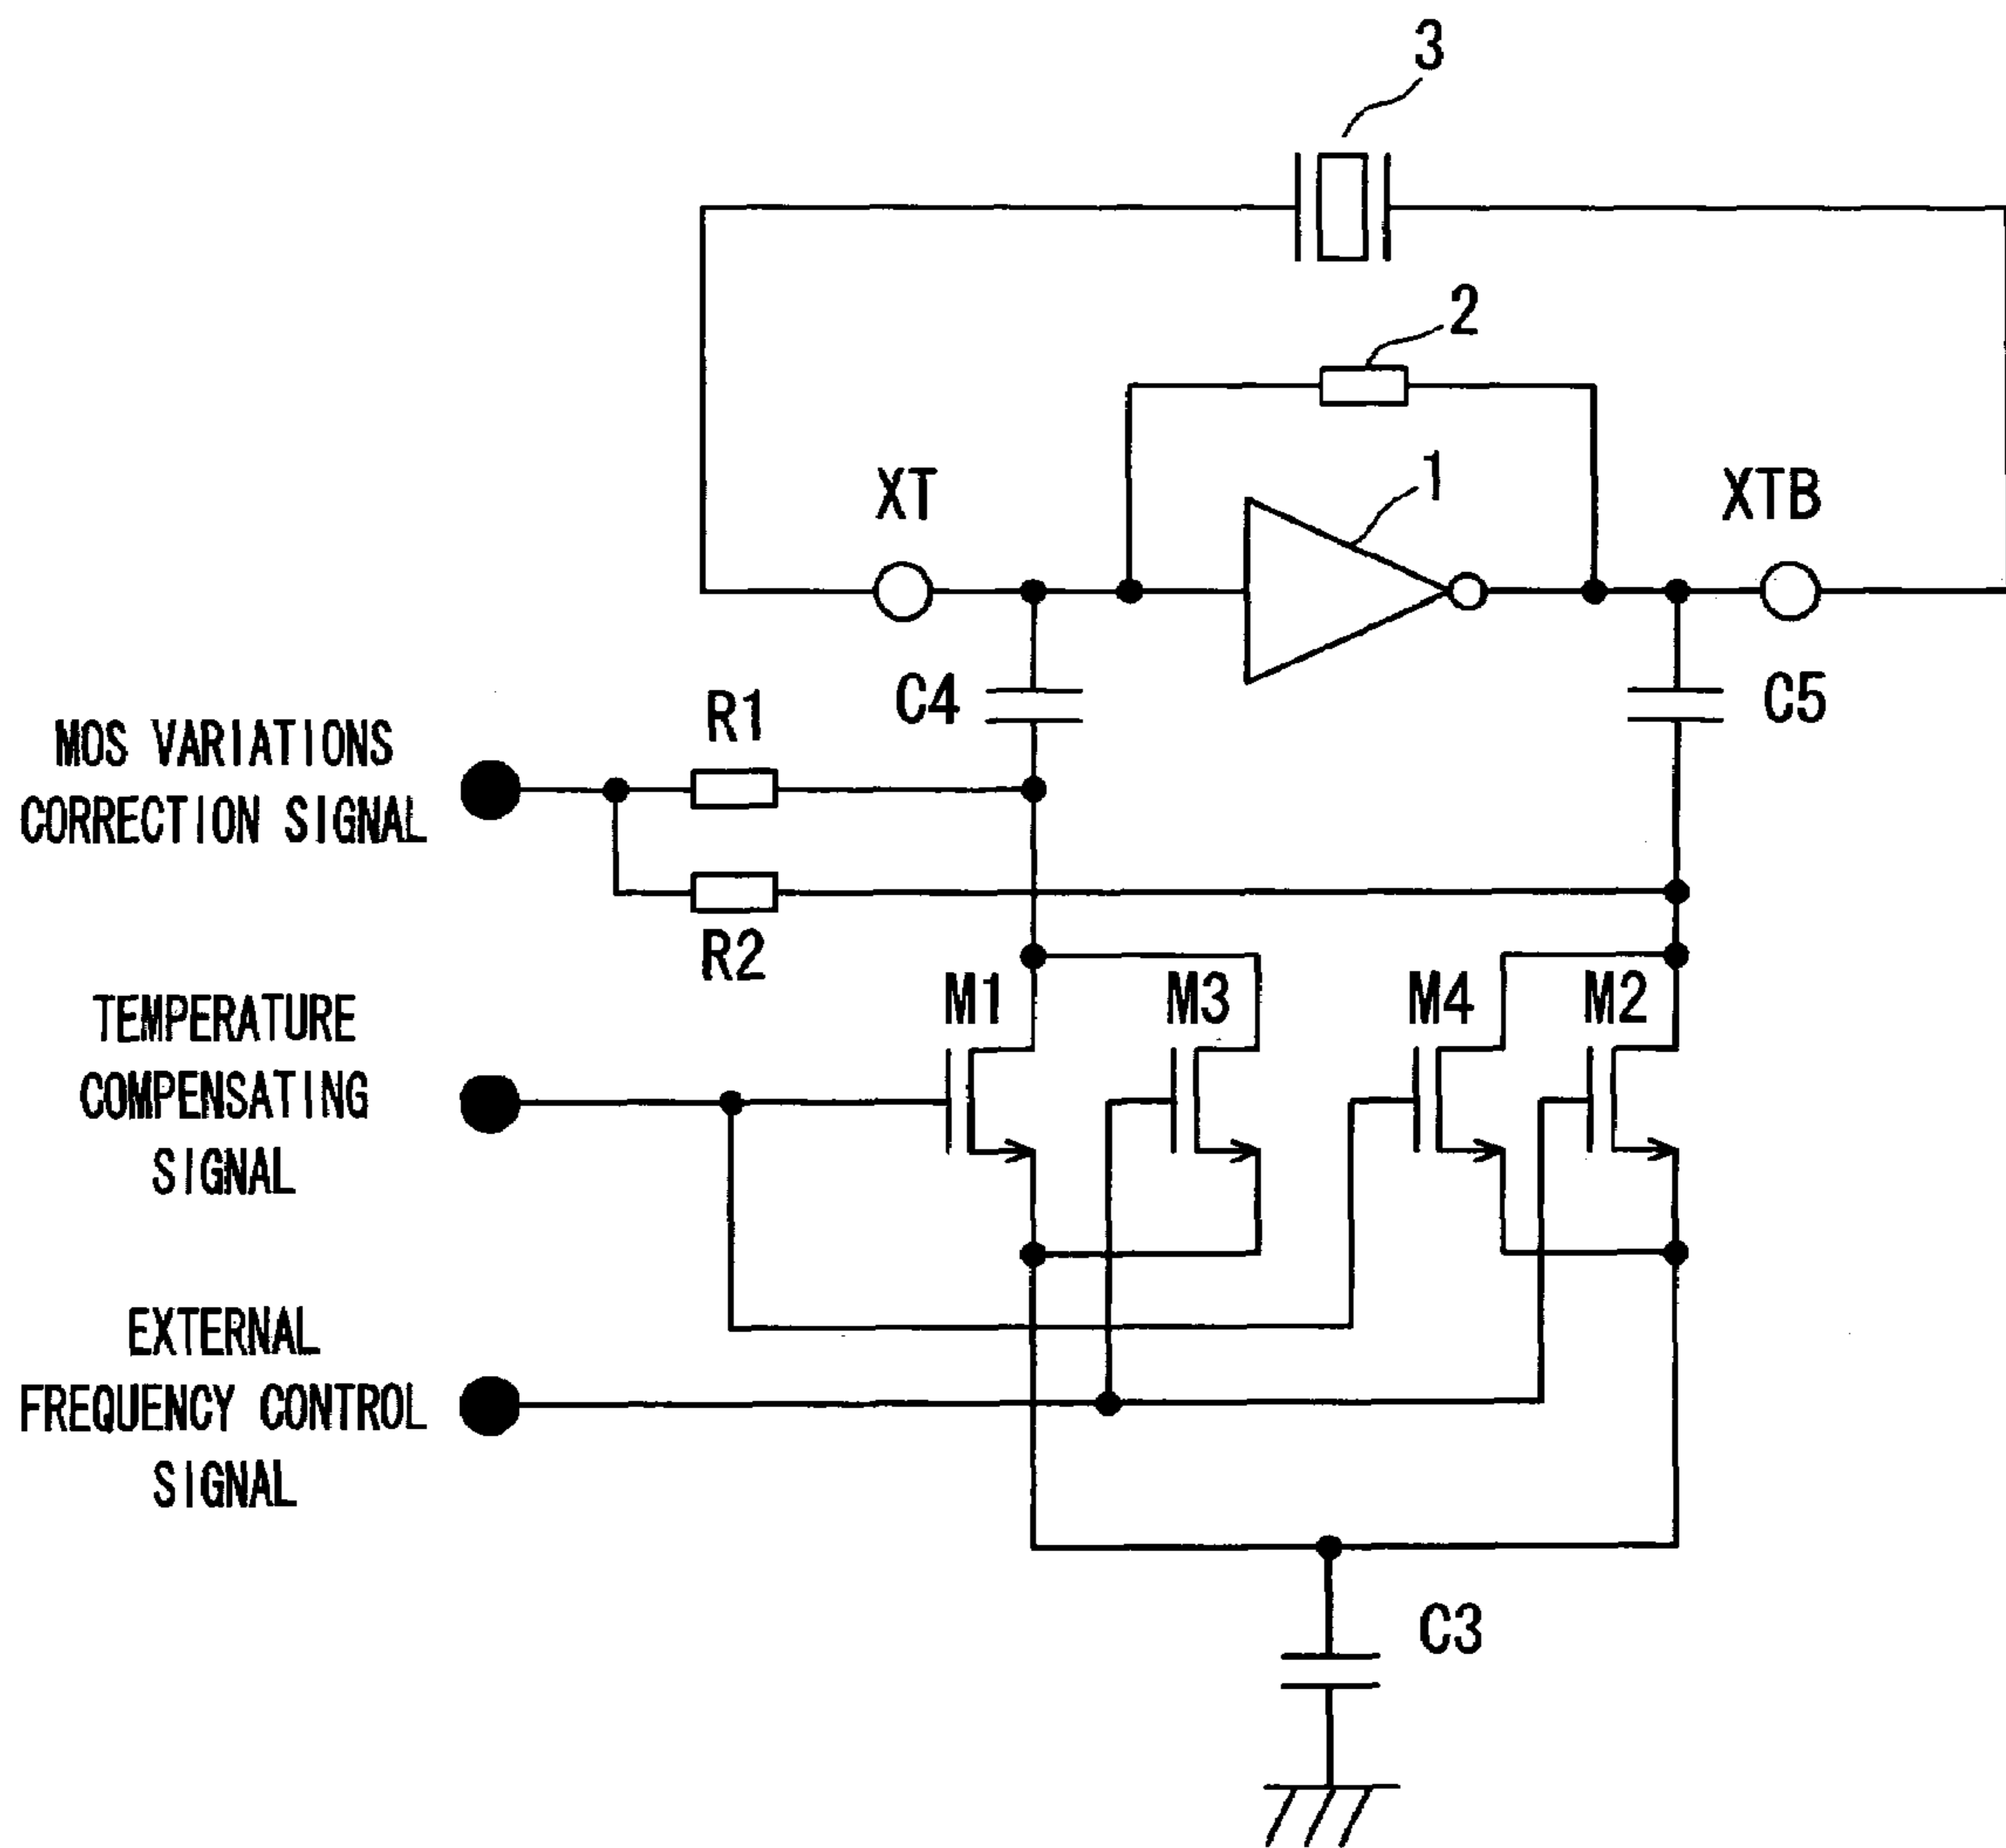 3
2
1
XT
XTB
C4
C5
R1
MOS VARIATIONS
CORRECTION SIGNAL
R2
M1
M3
M4
M2
TEMPERATURE
COMPENSATING
SIGNAL
EXTERNAL
FREQUENCY CONTROL
SIGNAL
C3